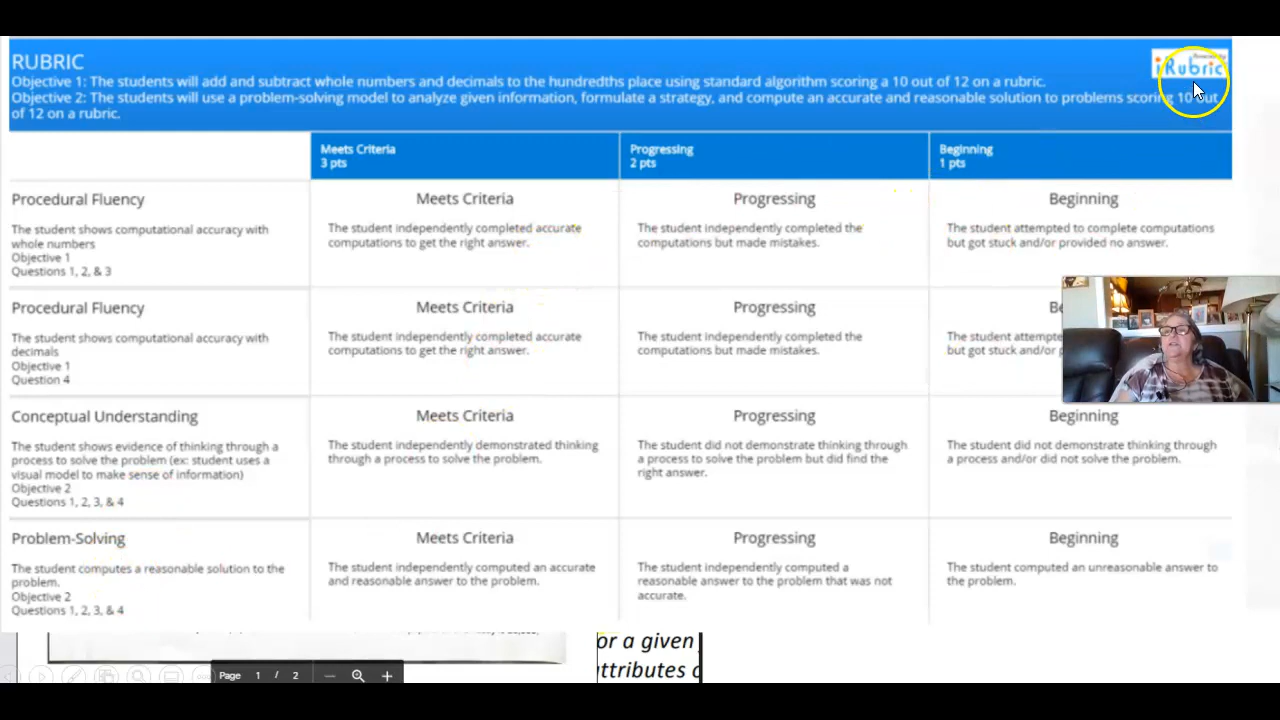 RUBRIC
Objective 1: The students will add and subtract whole numbers and decimals to the hundredths place using standard algorithm scoring a 10 out of 12 on a rubric.
Objective 2: The students will use a problem-solving model to analyze given information, formulate a strategy, and compute an accurate and reasonable solution to problems scoring 10 out
of 12 on a rubric.
iRubric
Meets Criteria
3 pts
Progressing
2 pts
Beginning
1 pts
Procedural Fluency
The student shows computational accuracy with
whole numbers
Objective 1
Questions 1, 2, & 3
Meets Criteria
The student independently completed accurate
computations to get the right answer.
Progressing
The student independently completed the
computations but made mistakes.
Beginning
The student attempted to complete computations
but got stuck and/or provided no answer.
Procedural Fluency
The student shows computational accuracy with
decimals
Objective 1
Question 4
Meets Criteria
The student independently completed accurate
computations to get the right answer.
Progressing
The student independently completed the
computations but made mistakes.
Be
The student attempte
but got stuck and/or
Conceptual Understanding
The student shows evidence of thinking through a
process to solve the problem (ex: student uses a
visual model to make sense of information)
Objective 2
Questions 1, 2, 3, & 4
Meets Criteria
The student independently demonstrated thinking
through a process to solve the problem.
Progressing
The student did not demonstrate thinking through
a process to solve the problem but did find the
right answer.
Beginning
The student did not demonstrate thinking through
a process and/or did not solve the problem.
Problem-Solving
The student computes a reasonable solution to the
problem.
Objective 2
Questions 1, 2, 3, & 4
Meets Criteria
The student independently computed an accurate
and reasonable answer to the problem.
Progressing
The student independently computed a
reasonable answer to the problem that was not
accurate.
Beginning
The student computed an unreasonable answer to
the problem.
or a given
ttributes
Page 1 / 2